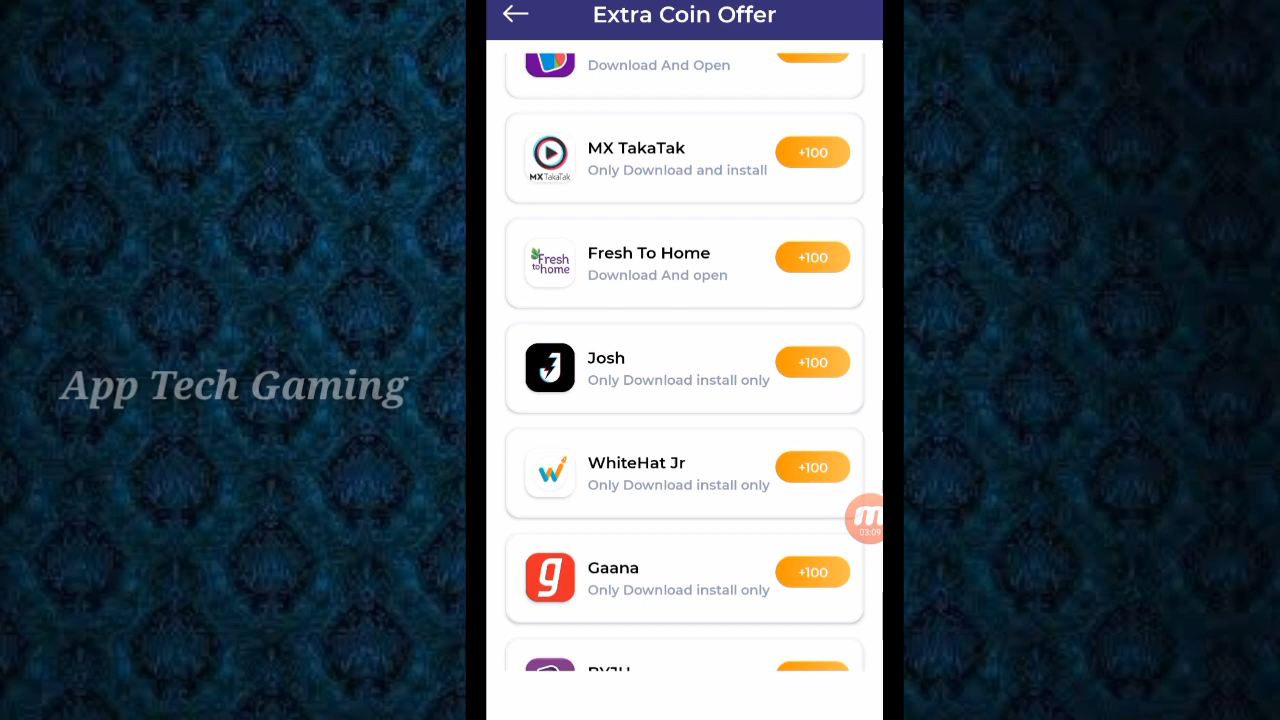 Extra Coin Offer
Download And Open
MX TakaTak
Only Download and install
+100
MX TakaTak
Fresh To Home
Download And open
+100
Fresh
to home
Josh
Only Download install only
+100
J
WhiteHat Jr
Only Download install only
+100
W
Gaana
Only Download install only
+100
g
App Tech Gaming
m
03:09